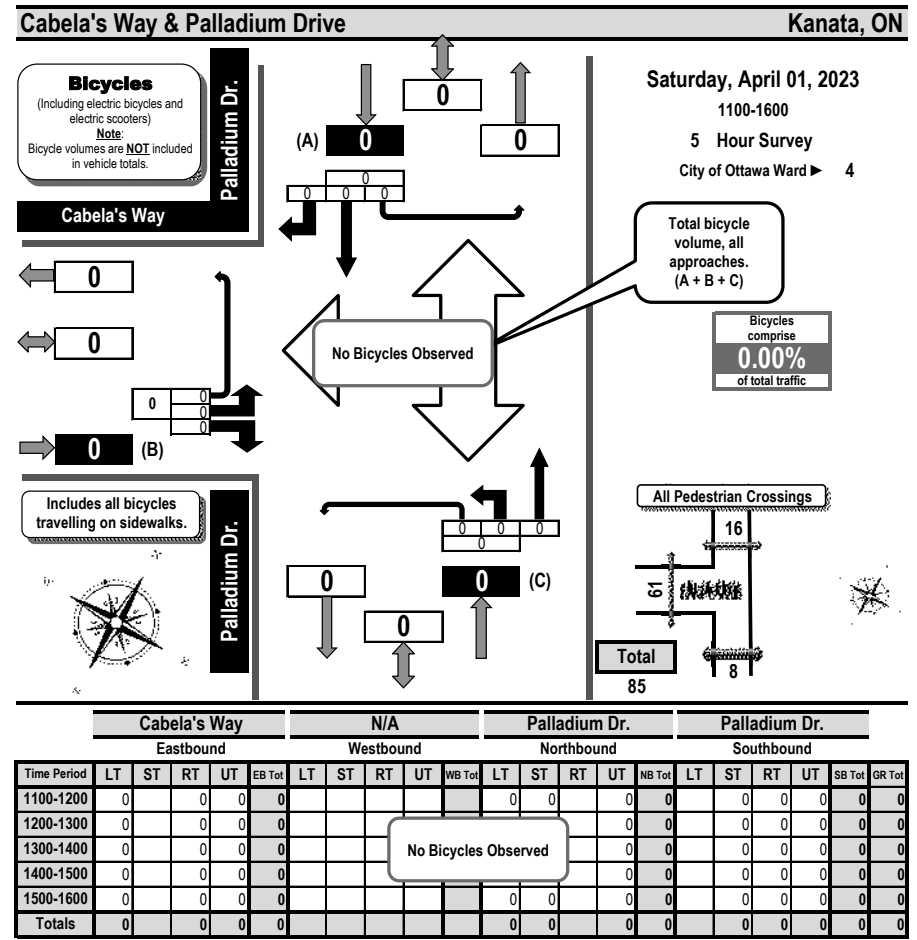 Cabela's Way & Palladium Drive Kanata, ON
Bicycles
(Including electric bicycles and
electric scooters)
Note:
Bicycle volumes are NOT included
in vehicle totals.
Palladium Dr.
Cabela's Way
0
(A) 0
0
0
0 0 0
Saturday, April 01, 2023
1100-1600
5 Hour Survey
City of Ottawa Ward ► 4
Total bicycle
volume, all
approaches.
(A + B + C)
0
0
No Bicycles Observed
Bicycles
comprise
0.00%
of total traffic
0
0
0
0
0 (B)
Includes all bicycles
travelling on sidewalks.
Palladium Dr.
0 0 0
0
0
0 (C)
0
All Pedestrian Crossings
16
61
8
Total
85
Cabela's Way N/A Palladium Dr. Palladium Dr.
Eastbound Westbound Northbound Southbound
Time Period LT ST RT UT EB Tot LT ST RT UT WB Tot LT ST RT UT NB Tot LT ST RT UT SB Tot GR Tot
1100-1200 0 0 0 0 0 0 0 0 0 0 0 0 0
1200-1300 0 0 0 0 0 0 0 0 0 0 0
1300-1400 0 0 0 0 0 0 0 0 0 0 0
1400-1500 0 0 0 0 0 0 0 0 0 0 0
1500-1600 0 0 0 0 0 0 0 0 0 0 0 0 0
No Bicycles Observed
Totals 0 0 0 0 0 0 0 0 0 0 0 0 0